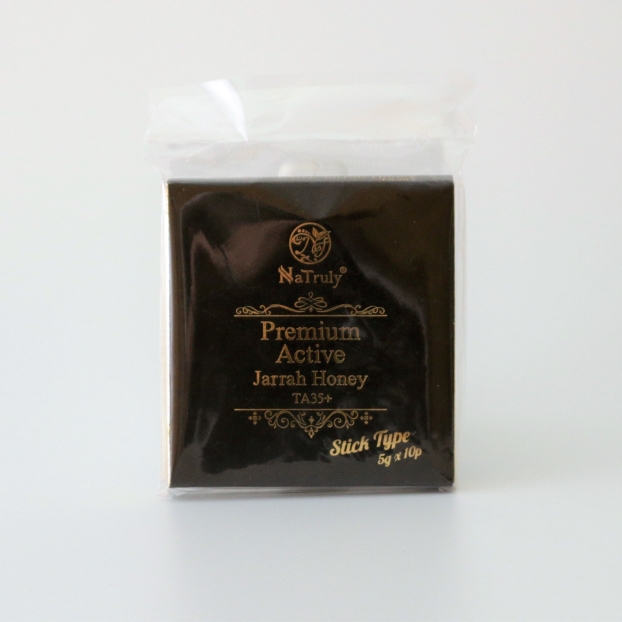 NaTruly®
Premium
Active
Jarrah Honey
TA35+
Stick Type
5g x 10p